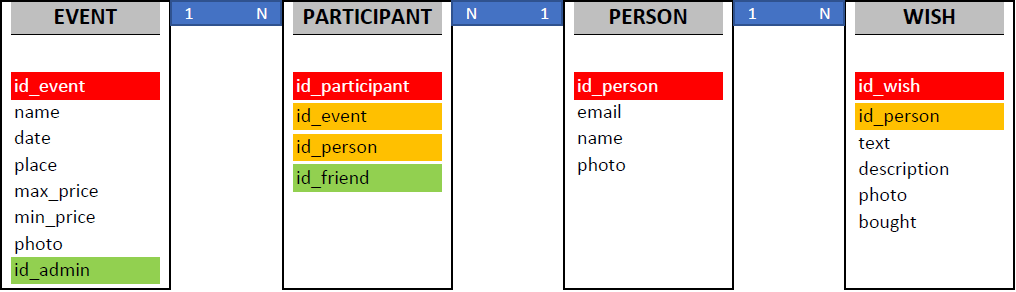 EVENT 1 N PARTICIPANT N 1 PERSON 1 N WISH
id_event
name
date
place
max_price
min_price
photo
id_admin
id_participant
id_event
id_person
id_friend
id_person
email
name
photo
id_wish
id_person
text
description
photo
bought